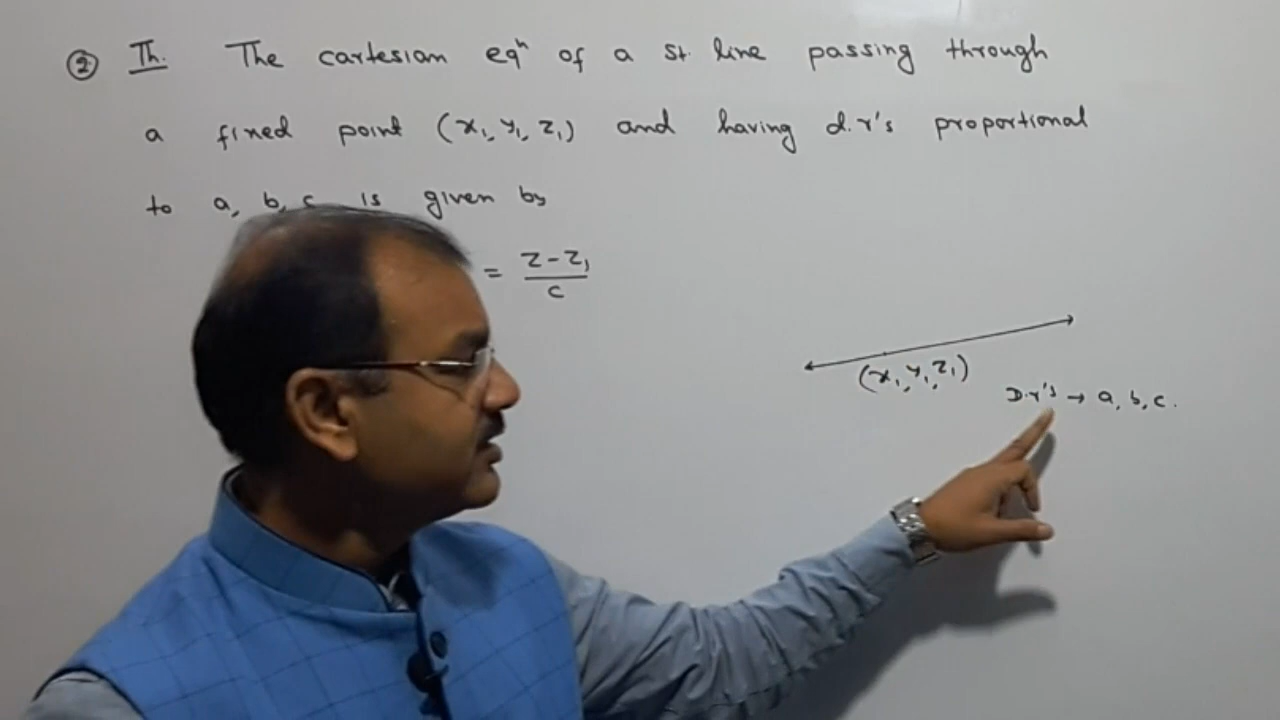 ② Th. The cartesian eqⁿ of a st. line passing through
a fixed point (x₁, y₁, z₁) and having d.r's proportional
to a, b, c is given by
= z-z₁/c
(x₁, y₁, z₁)
D.r's → a, b, c.